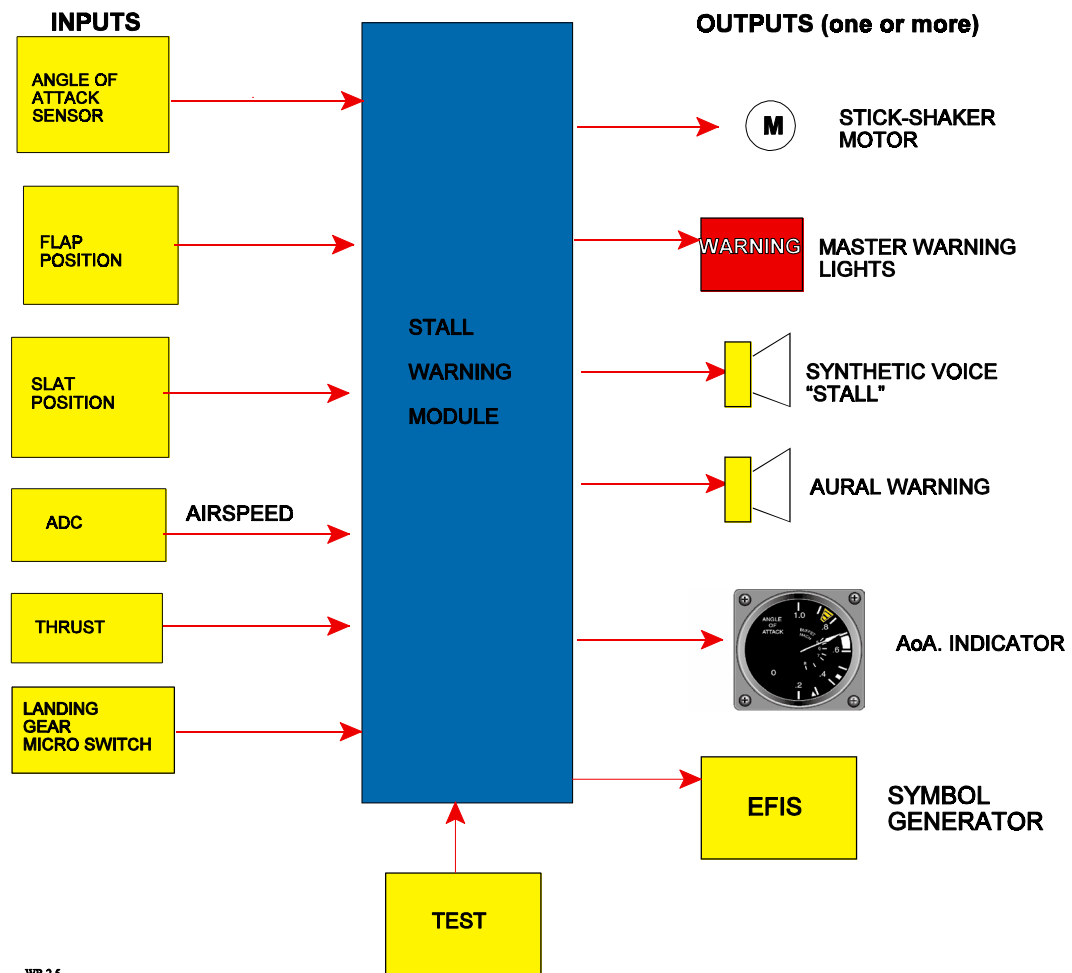 INPUTS
OUTPUTS (one or more)
ANGLE OF
ATTACK
SENSOR
M
STICK-SHAKER
MOTOR
FLAP
POSITION
WARNING
MASTER WARNING
LIGHTS
STALL
WARNING
MODULE
SLAT
POSITION
SYNTHETIC VOICE
“STALL”
ADC
AIRSPEED
AURAL WARNING
THRUST
ANGLE
OF
ATTACK
1.0
.8
.6
.4
.2
0
AoA. INDICATOR
LANDING
GEAR
MICRO SWITCH
EFIS
SYMBOL
GENERATOR
TEST